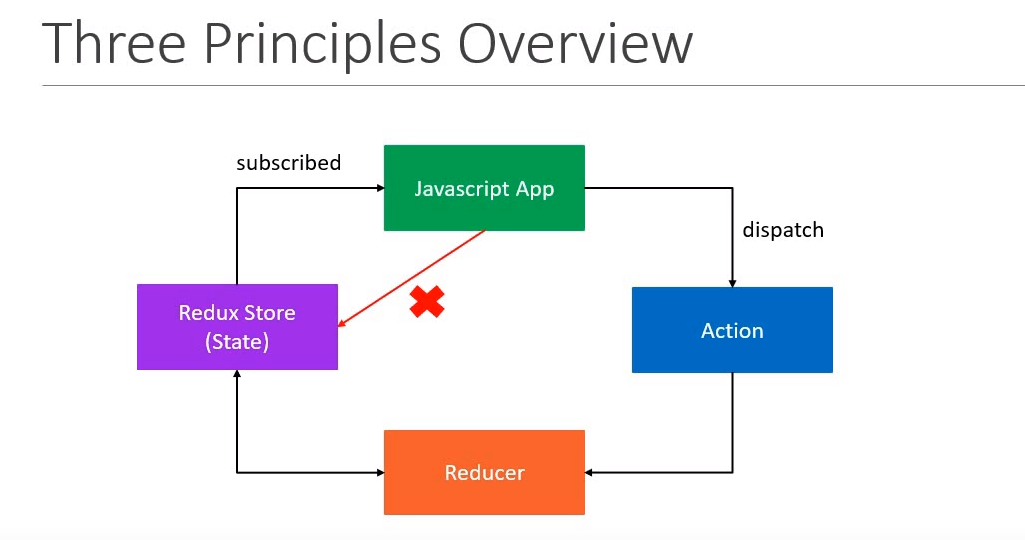 Three Principles Overview
subscribed
Javascript App
dispatch
Redux Store
(State)
Action
Reducer